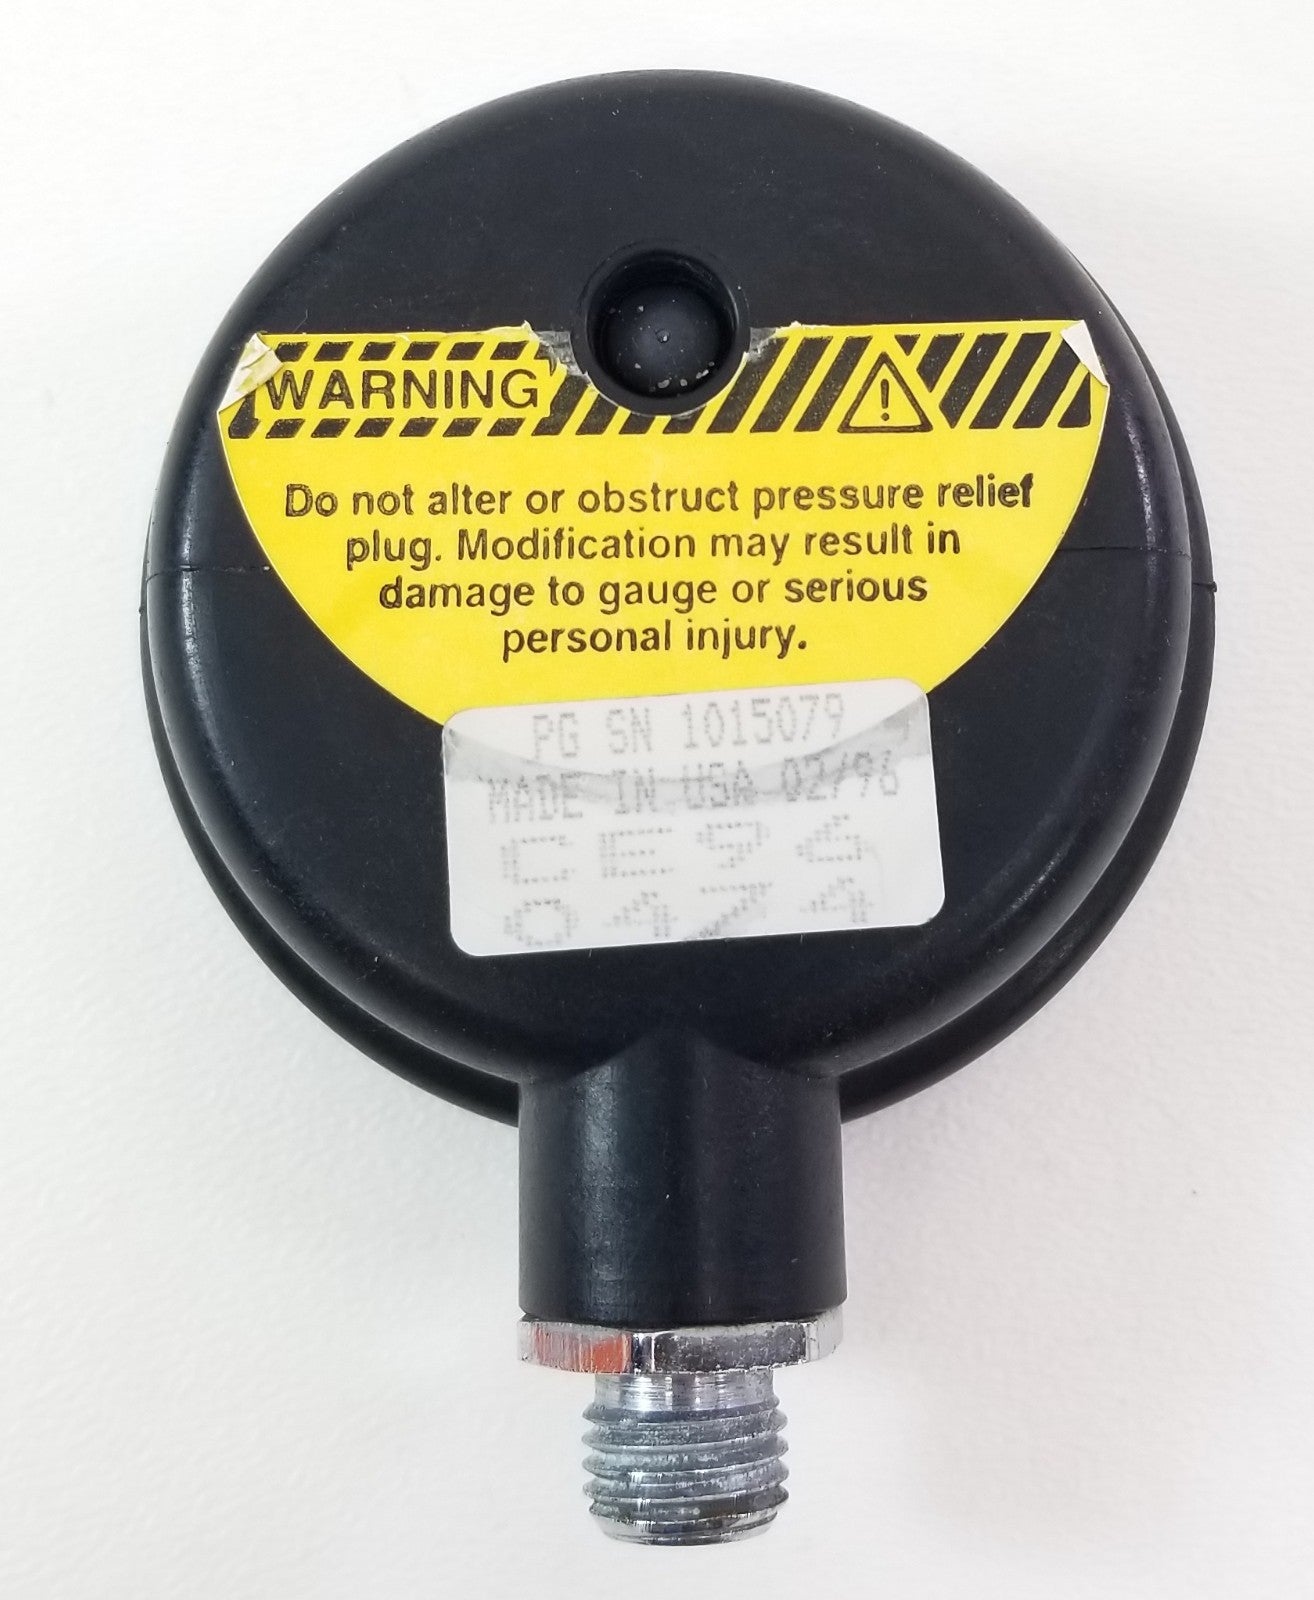 WARNING
!
Do not alter or obstruct pressure relief
plug. Modification may result in
damage to gauge or serious
personal injury.
PG SN 1015079
MADE IN USA 02/96